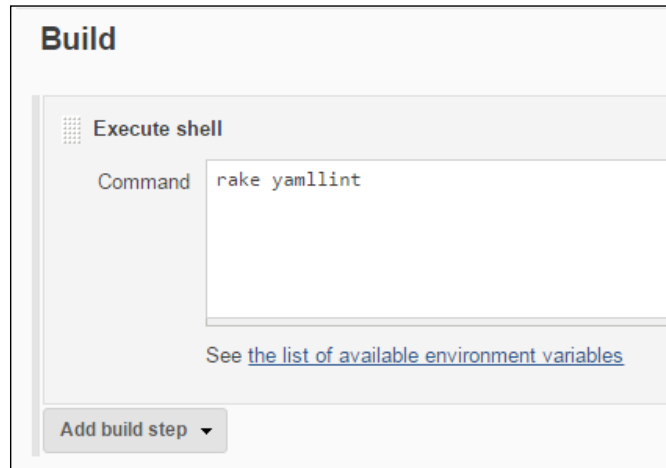 Build
Execute shell
Command
rake yamllint
See the list of available environment variables
Add build step